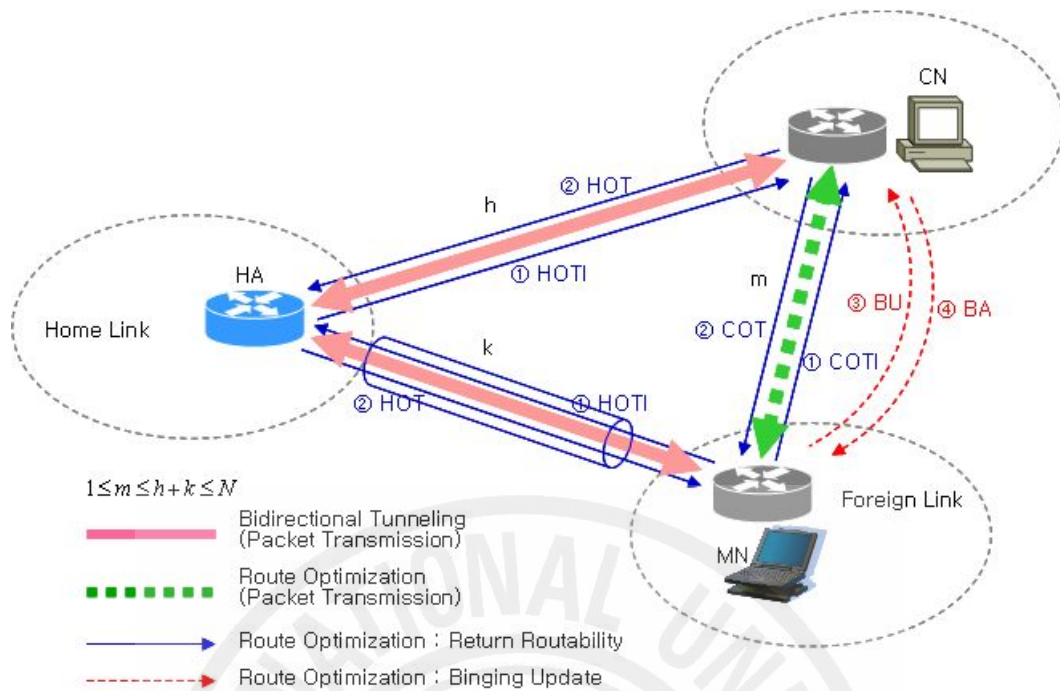 CN
② HOT
h
① HOTI
HA
m
Home Link
③ BU
④ BA
② COT
k
① COTI
② HOT
① HOTI
1≤m≤h+k≤N
Foreign Link
Bidirectional Tunneling
(Packet Transmission)
MN
Route Optimization
(Packet Transmission)
Route Optimization : Return Routability
Route Optimization : Binging Update
NATIONAL UN